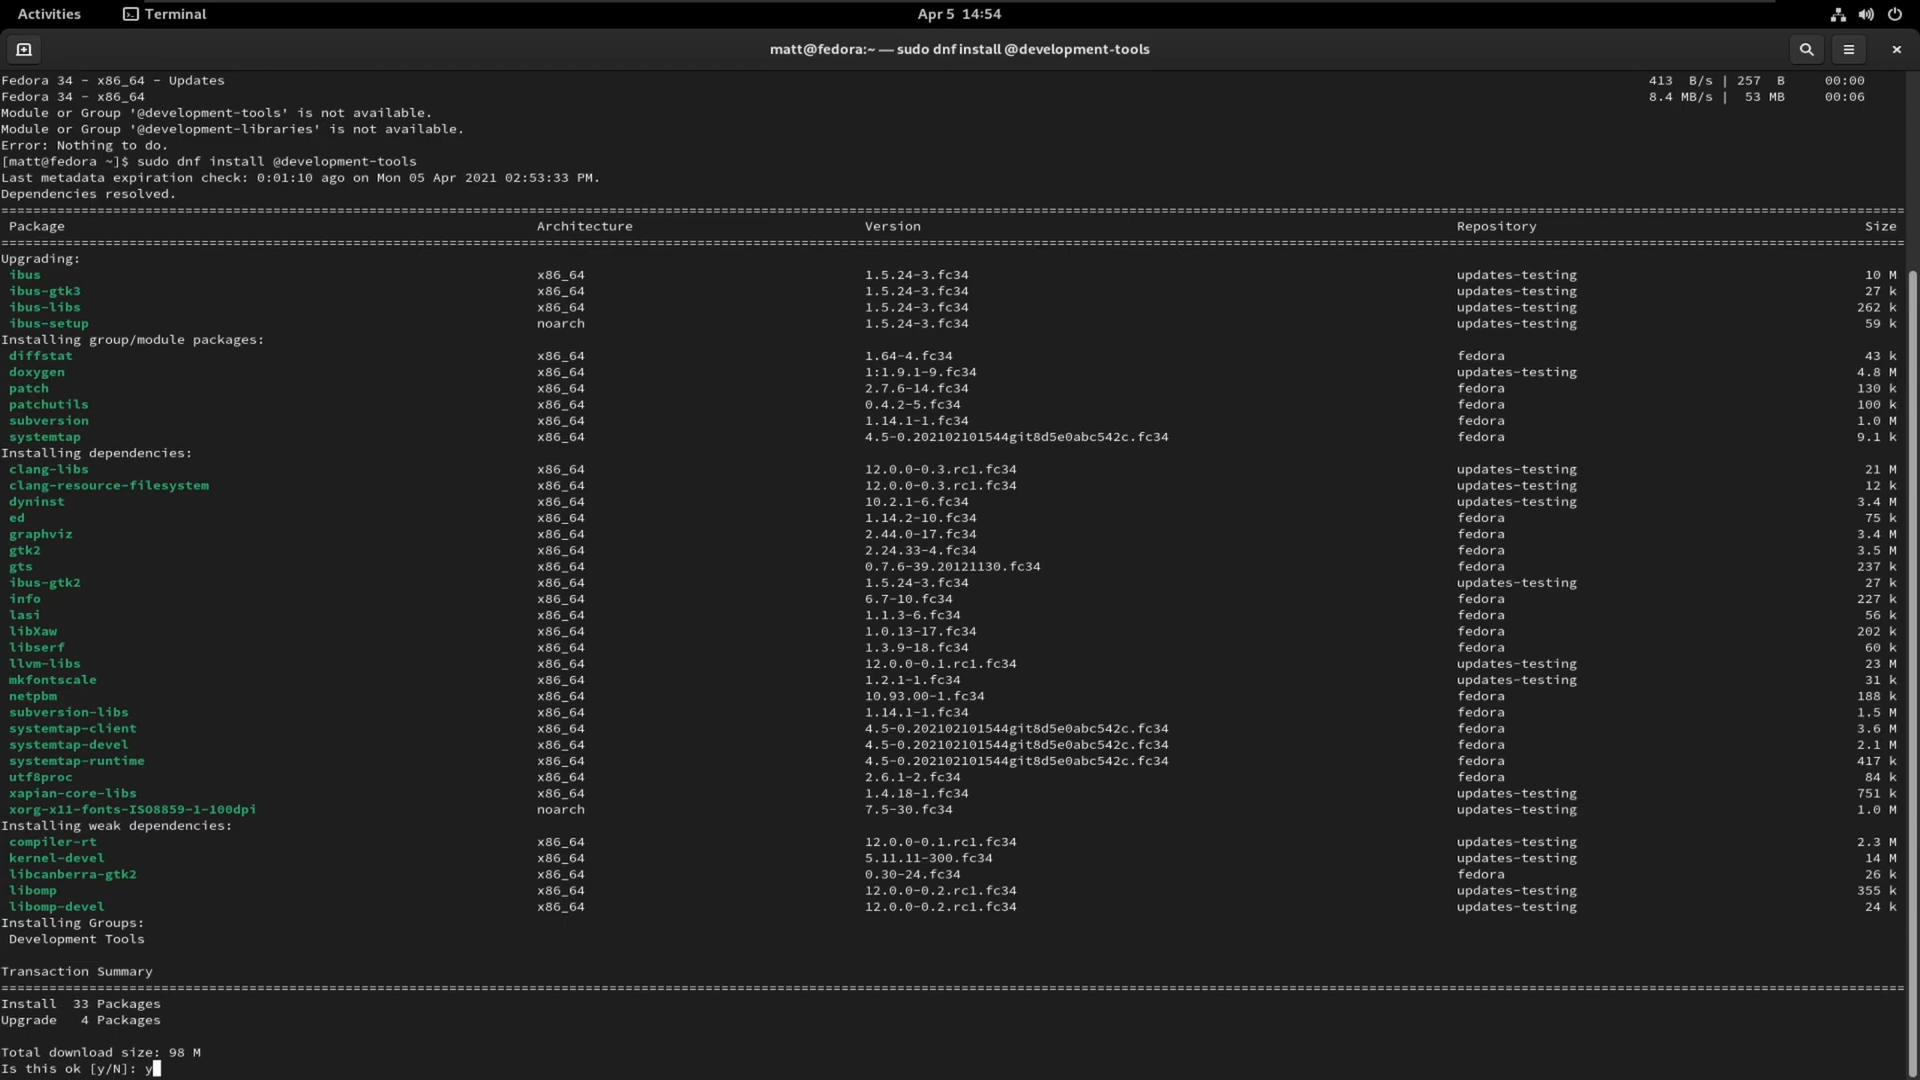 Activities Terminal Apr 5 14:54
matt@fedora:~ — sudo dnf install @development-tools
Fedora 34 - x86_64 - Updates 413 B/s | 257 B 00:00
Fedora 34 - x86_64 8.4 MB/s | 53 MB 00:06
Module or Group '@development-tools' is not available.
Module or Group '@development-libraries' is not available.
Error: Nothing to do.
[matt@fedora ~]$ sudo dnf install @development-tools
Last metadata expiration check: 0:01:10 ago on Mon 05 Apr 2021 02:53:33 PM.
Dependencies resolved.
Package Architecture Version Repository Size
Upgrading:
ibus x86_64 1.5.24-3.fc34 updates-testing 10 M
ibus-gtk3 x86_64 1.5.24-3.fc34 updates-testing 27 k
ibus-libs x86_64 1.5.24-3.fc34 updates-testing 262 k
ibus-setup noarch 1.5.24-3.fc34 updates-testing 59 k
Installing group/module packages:
diffstat x86_64 1.64-4.fc34 fedora 43 k
doxygen x86_64 1:1.9.1-9.fc34 updates-testing 4.8 M
patch x86_64 2.7.6-14.fc34 fedora 130 k
patchutils x86_64 0.4.2-5.fc34 fedora 100 k
subversion x86_64 1.14.1-1.fc34 fedora 1.0 M
systemtap x86_64 4.5-0.202102101544git8d5e0abc542c.fc34 fedora 9.1 k
Installing dependencies:
clang-libs x86_64 12.0.0-0.3.rc1.fc34 updates-testing 21 M
clang-resource-filesystem x86_64 12.0.0-0.3.rc1.fc34 updates-testing 12 k
dyninst x86_64 10.2.1-6.fc34 updates-testing 3.4 M
ed x86_64 1.14.2-10.fc34 fedora 75 k
graphviz x86_64 2.44.0-17.fc34 fedora 3.4 M
gtk2 x86_64 2.24.33-4.fc34 fedora 3.5 M
gts x86_64 0.7.6-39.20121130.fc34 fedora 237 k
ibus-gtk2 x86_64 1.5.24-3.fc34 updates-testing 27 k
info x86_64 6.7-10.fc34 fedora 227 k
lasi x86_64 1.1.3-6.fc34 fedora 56 k
libXaw x86_64 1.0.13-17.fc34 fedora 202 k
libserf x86_64 1.3.9-18.fc34 fedora 60 k
llvm-libs x86_64 12.0.0-0.1.rc1.fc34 updates-testing 23 M
mkfontscale x86_64 1.2.1-1.fc34 updates-testing 31 k
netpbm x86_64 10.93.00-1.fc34 fedora 188 k
subversion-libs x86_64 1.14.1-1.fc34 fedora 1.5 M
systemtap-client x86_64 4.5-0.202102101544git8d5e0abc542c.fc34 fedora 3.6 M
systemtap-devel x86_64 4.5-0.202102101544git8d5e0abc542c.fc34 fedora 2.1 M
systemtap-runtime x86_64 4.5-0.202102101544git8d5e0abc542c.fc34 fedora 417 k
utf8proc x86_64 2.6.1-2.fc34 fedora 84 k
xapian-core-libs x86_64 1.4.18-1.fc34 updates-testing 751 k
xorg-x11-fonts-ISO8859-1-100dpi noarch 7.5-30.fc34 updates-testing 1.0 M
Installing weak dependencies:
compiler-rt x86_64 12.0.0-0.1.rc1.fc34 updates-testing 2.3 M
kernel-devel x86_64 5.11.11-300.fc34 updates-testing 14 M
libcanberra-gtk2 x86_64 0.30-24.fc34 fedora 26 k
libomp x86_64 12.0.0-0.2.rc1.fc34 updates-testing 355 k
libomp-devel x86_64 12.0.0-0.2.rc1.fc34 updates-testing 24 k
Installing Groups:
Development Tools
Transaction Summary
Install 33 Packages
Upgrade 4 Packages
Total download size: 98 M
Is this ok [y/N]: y